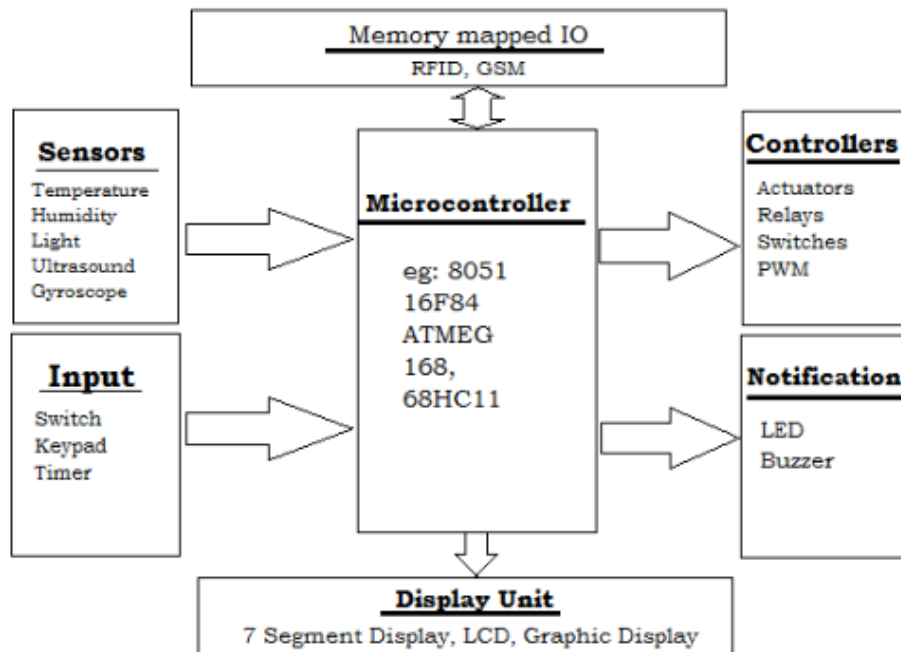 Memory mapped IO
RFID, GSM
Sensors
Temperature
Humidity
Light
Ultrasound
Gyroscope
Input
Switch
Keypad
Timer
Microcontroller
eg: 8051
16F84
ATMEG
168,
68HC11
Controllers
Actuators
Relays
Switches
PWM
Notification
LED
Buzzer
Display Unit
7 Segment Display, LCD, Graphic Display